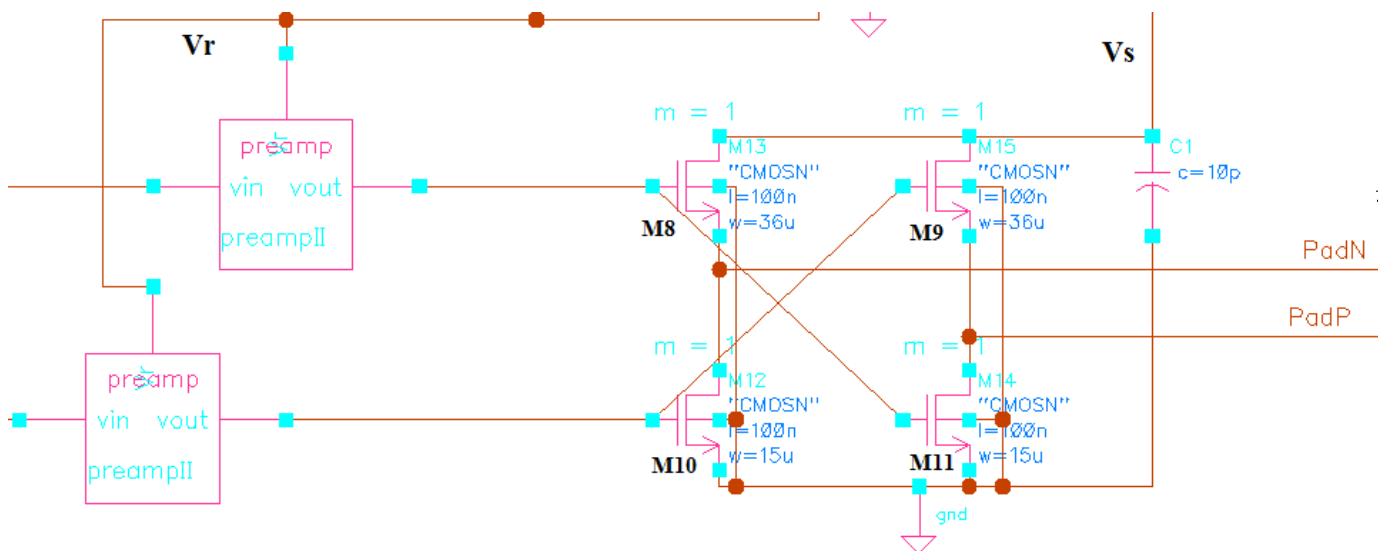 Vr
Vs
m = 1
m = 1
vr
preamp
vin vout
preampII
M13
"CMOSN"
l=100n
w=36u
M8
M15
"CMOSN"
l=100n
w=36u
M9
C1
c=10p
PadN
PadP
vr
preamp
vin vout
preampII
m = 1
m = 1
M12
"CMOSN"
l=100n
w=15u
M10
M14
"CMOSN"
l=100n
w=15u
M11
gnd